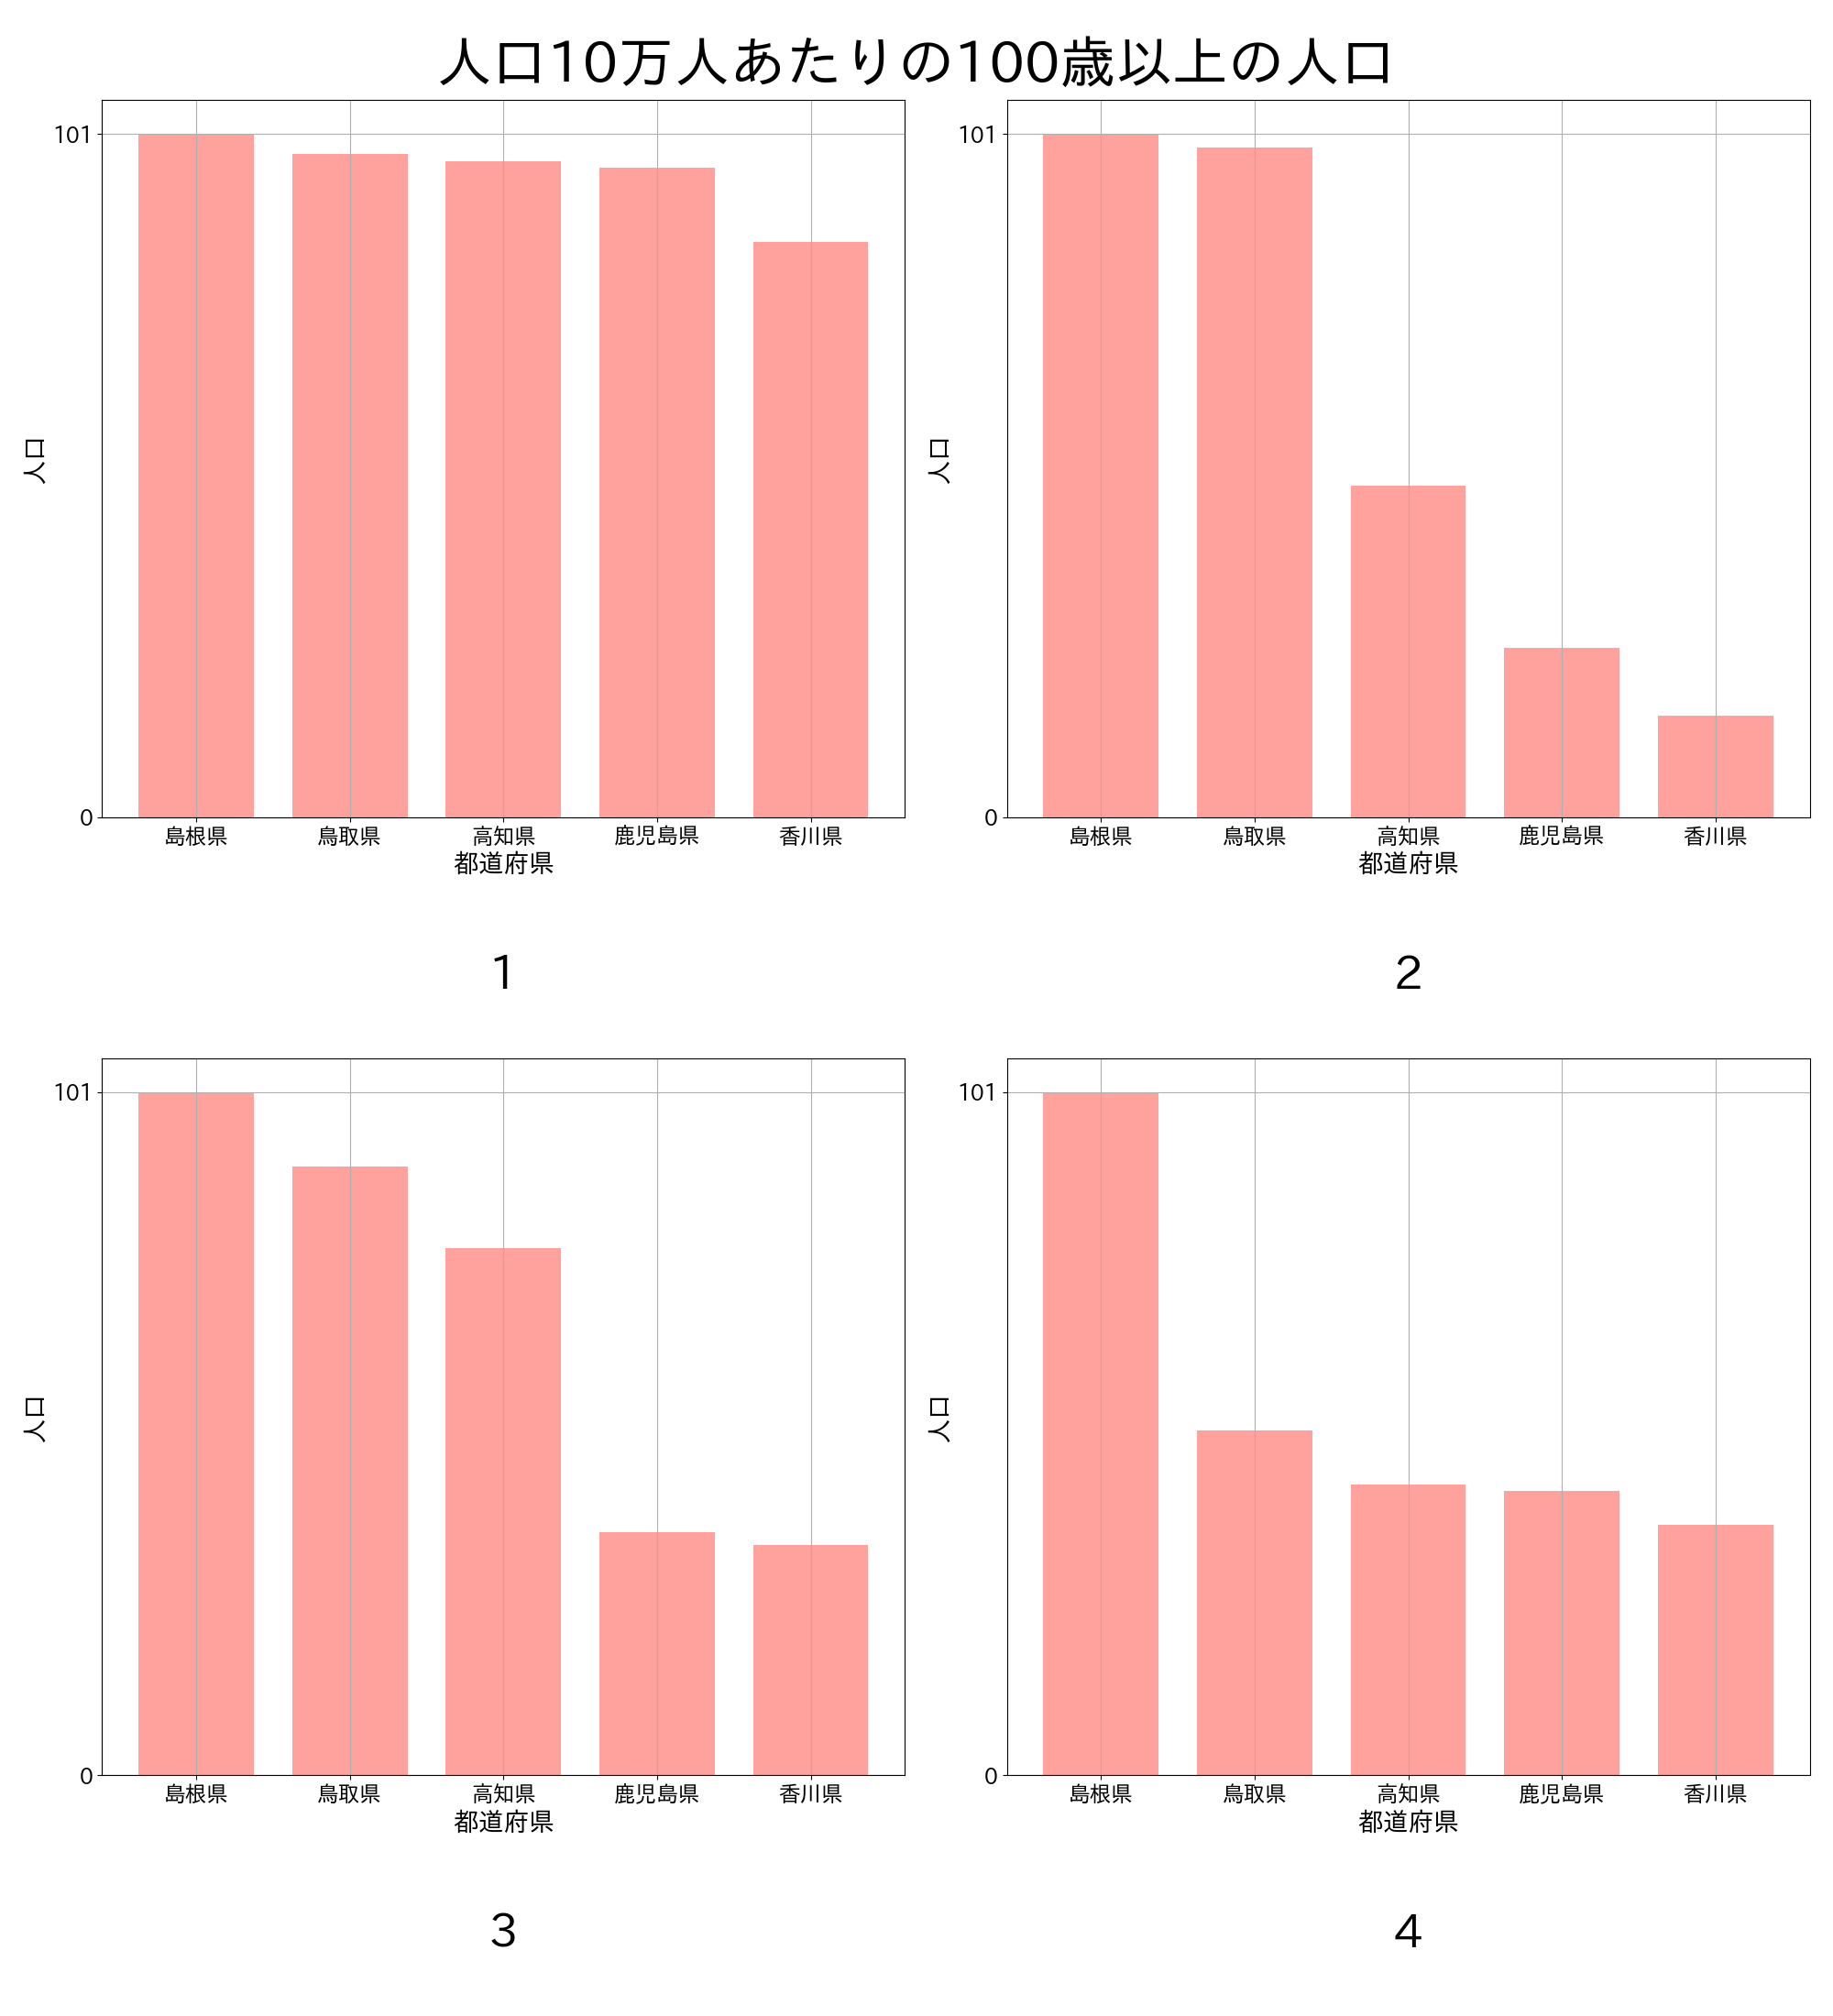 人口10万人あたりの100歳以上の人口
人口
101
0
島根県 鳥取県 高知県 鹿児島県 香川県
都道府県
1
人口
101
0
島根県 鳥取県 高知県 鹿児島県 香川県
都道府県
2
人口
101
0
島根県 鳥取県 高知県 鹿児島県 香川県
都道府県
3
人口
101
0
島根県 鳥取県 高知県 鹿児島県 香川県
都道府県
4